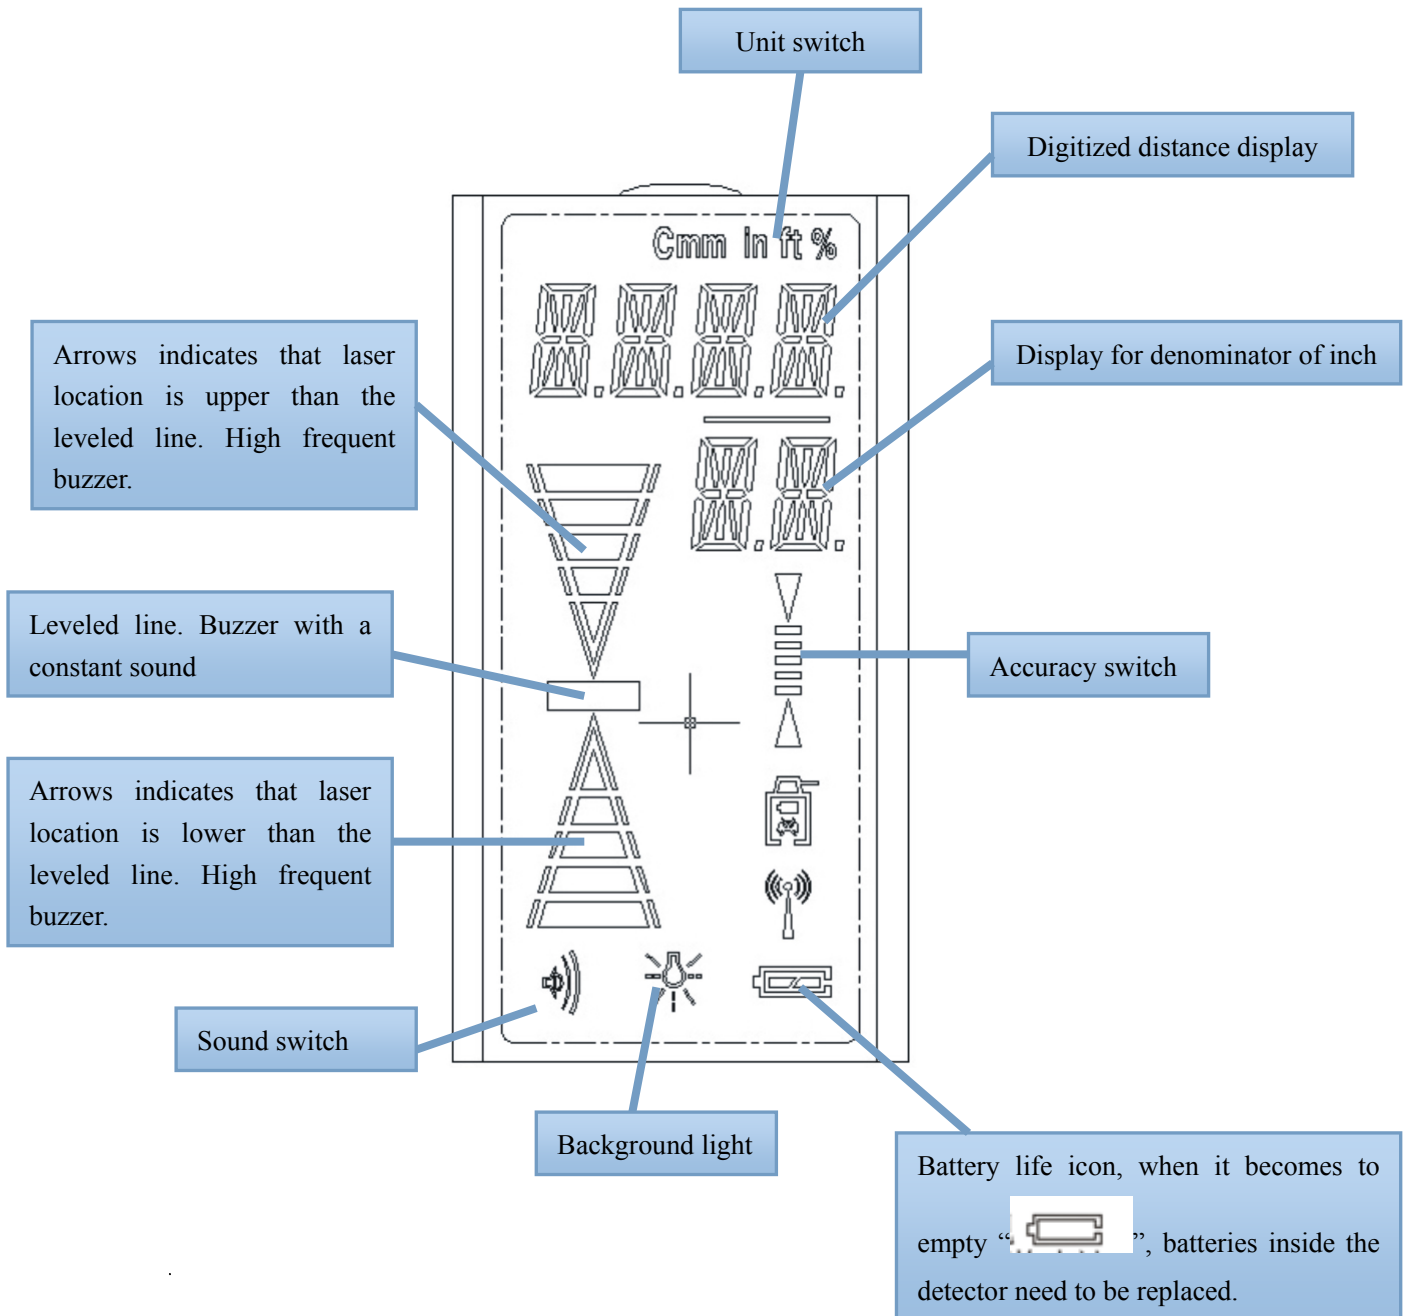 Unit switch
Digitized distance display
Cmm in ft %
Arrows indicates that laser
location is upper than the
leveled line. High frequent
buzzer.
Display for denominator of inch
Leveled line. Buzzer with a
constant sound
Accuracy switch
Arrows indicates that laser
location is lower than the
leveled line. High frequent
buzzer.
Sound switch
Background light
Battery life icon, when it becomes to
empty “ ”, batteries inside the
detector need to be replaced.